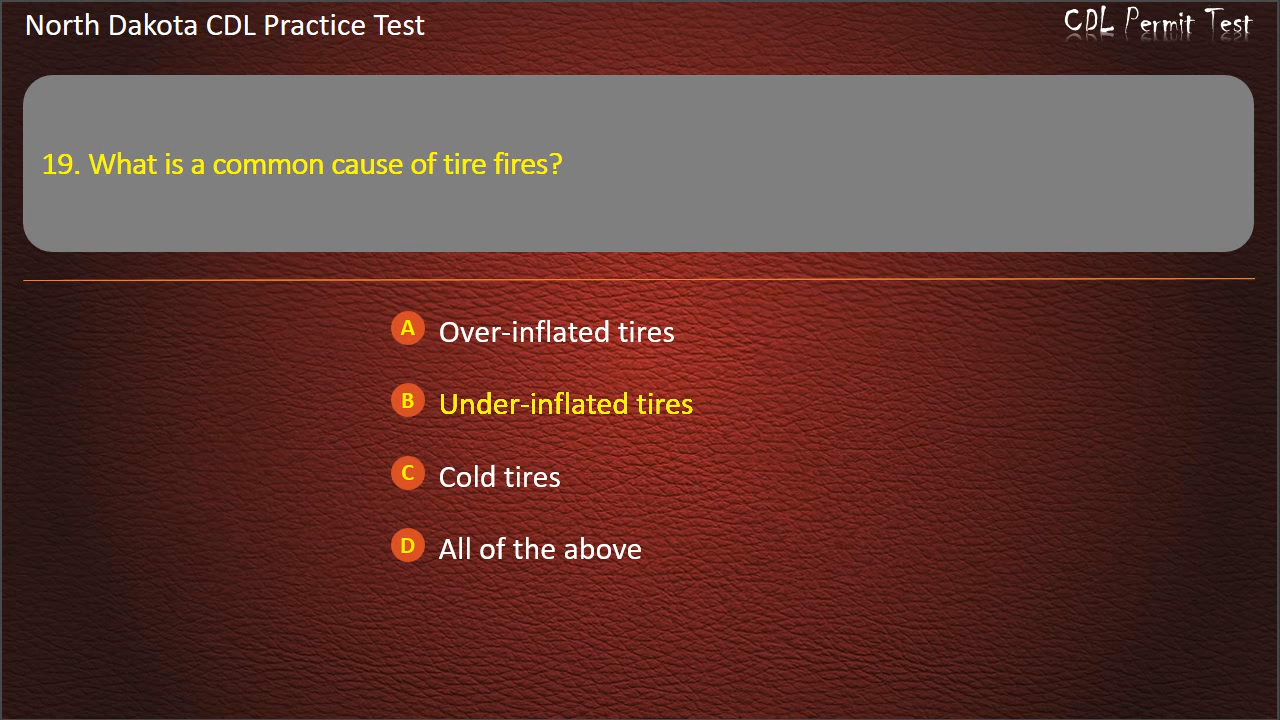 North Dakota CDL Practice Test
CDL Permit Test
19. What is a common cause of tire fires?
A Over-inflated tires
B Under-inflated tires
C Cold tires
D All of the above